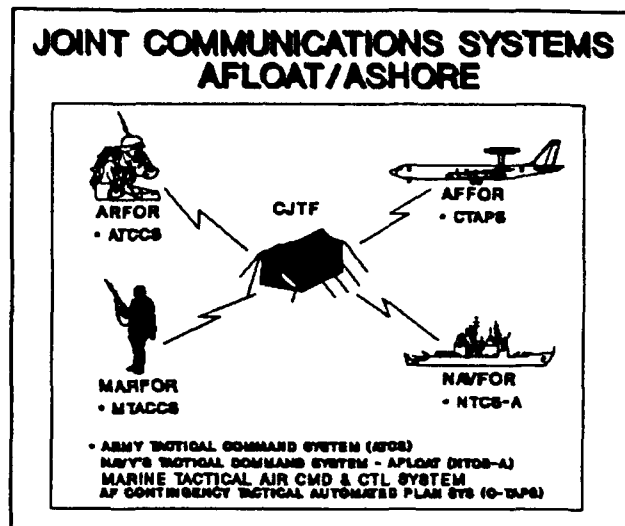 JOINT COMMUNICATIONS SYSTEMS
AFLOAT/ASHORE
ARFOR
• ATCCS
CJTF
AFFOR
• CTAPS
MARFOR
• MTACCS
NAVFOR
• NTCS-A
• ARMY TACTICAL COMMAND SYSTEM (ATCS)
NAVY'S TACTICAL COMMAND SYSTEM - AFLOAT (NTCS-A)
MARINE TACTICAL AIR CMD & CTL SYSTEM
AF CONTINGENCY TACTICAL AUTOMATED PLAN SYS (C-TAPS)